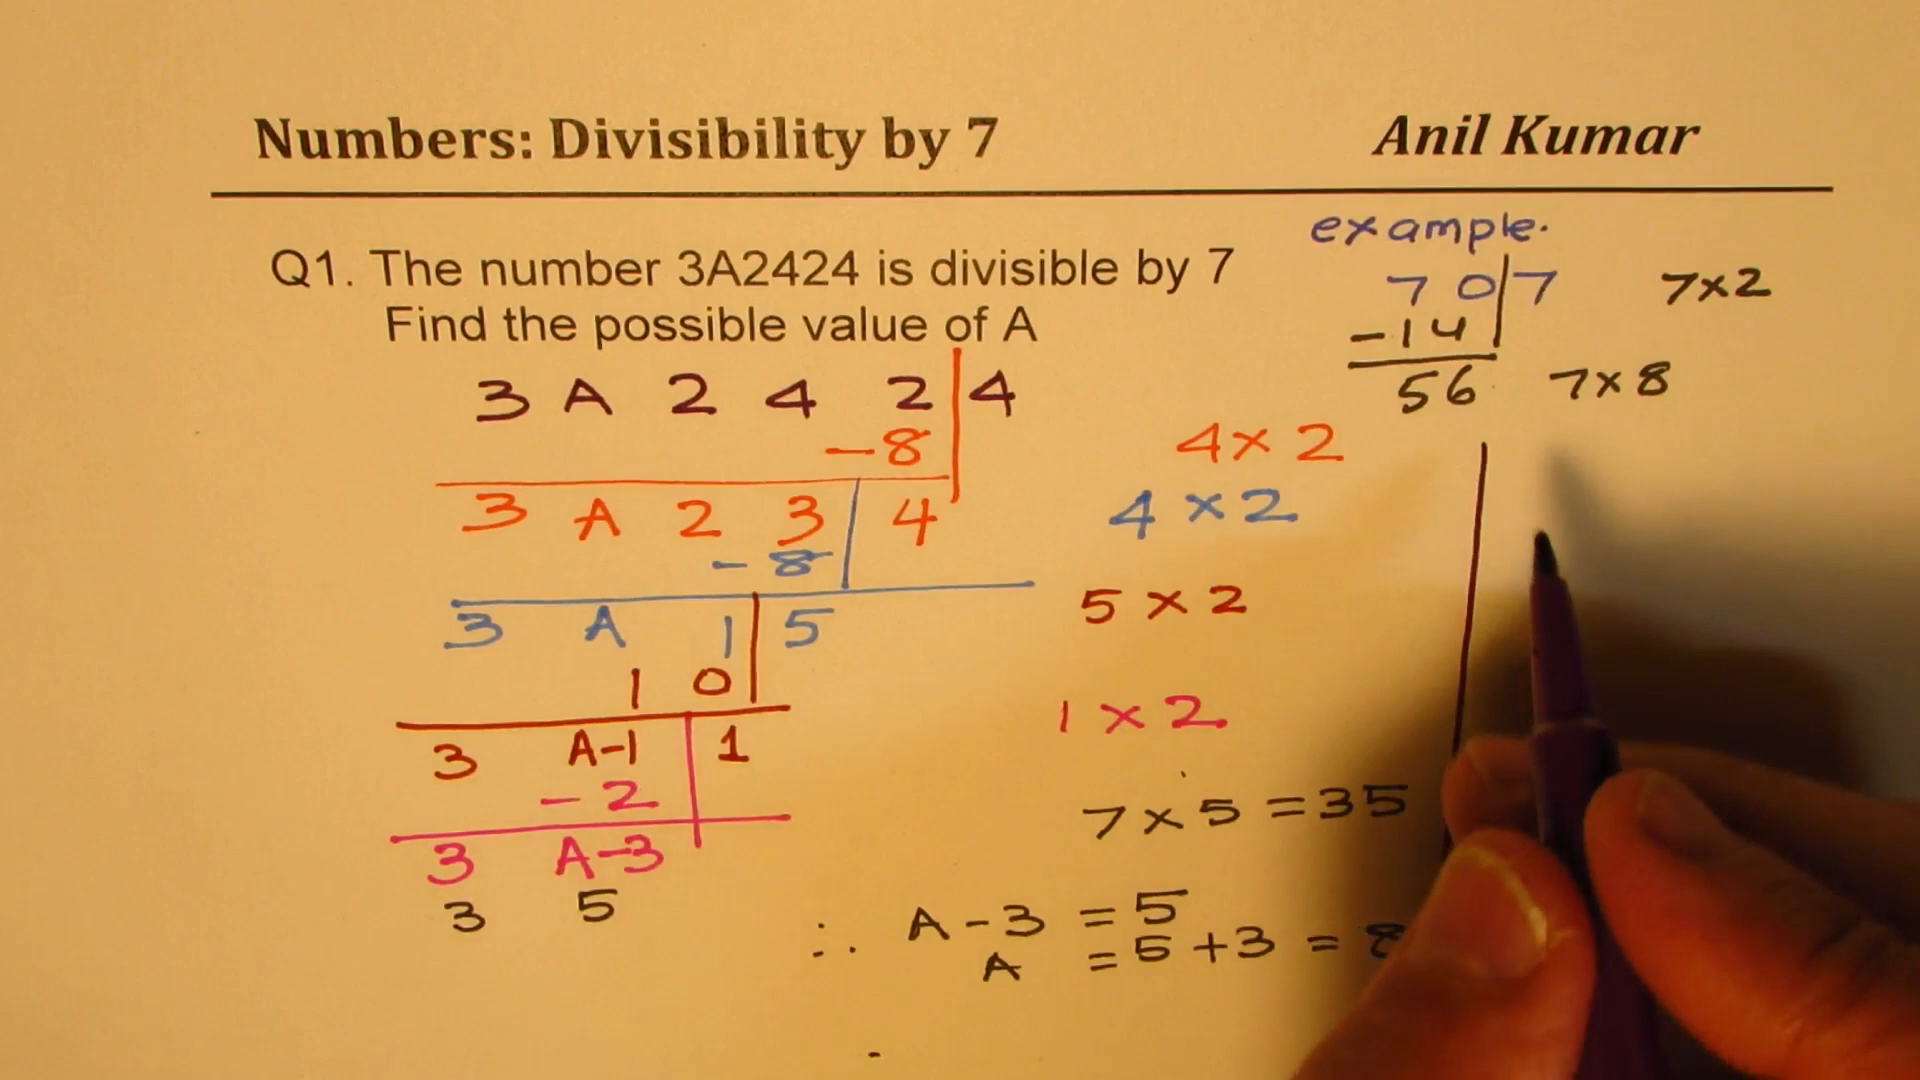 Numbers: Divisibility by 7
Anil Kumar
Q1. The number 3A2424 is divisible by 7
Find the possible value of A
example.
7 0 7
7×2
-14
56
7×8
3 A 2 4 2 4
-8
4×2
3 A 2 3 4
4×2
-8
3 A 1 5
5×2
1 0
3 A-1 1
1×2
-2
3 A-3
7×5=35
3 5
∴ A-3 = 5
A = 5+3 = 8